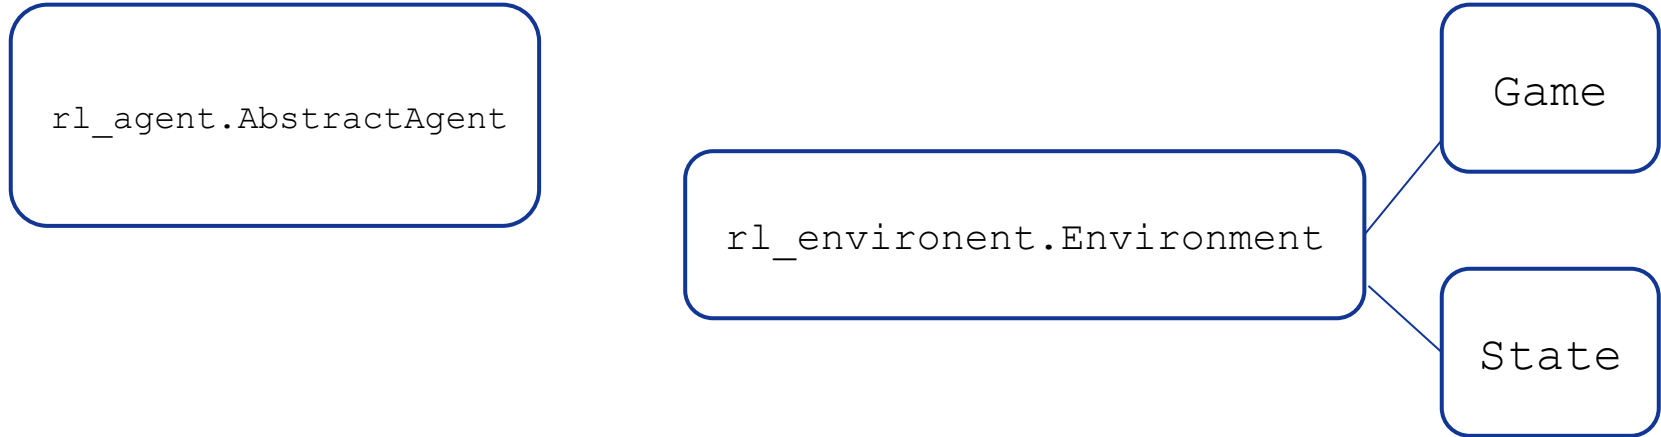 rl_agent.AbstractAgent
Game
rl_environent.Environment
State